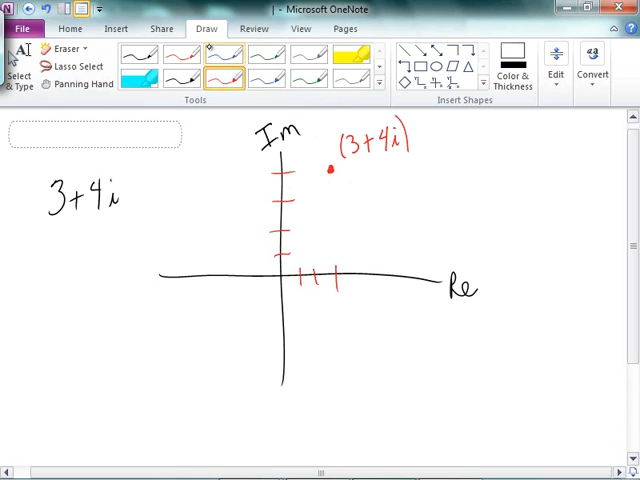 | - Microsoft OneNote
File Home Insert Share Draw Review View
Eraser
Lasso Select
Panning Hand
Select & Type
Color & Thickness
Edit
Convert
Tools
Insert Shapes
Im
(3+4i)
3+4i
Re